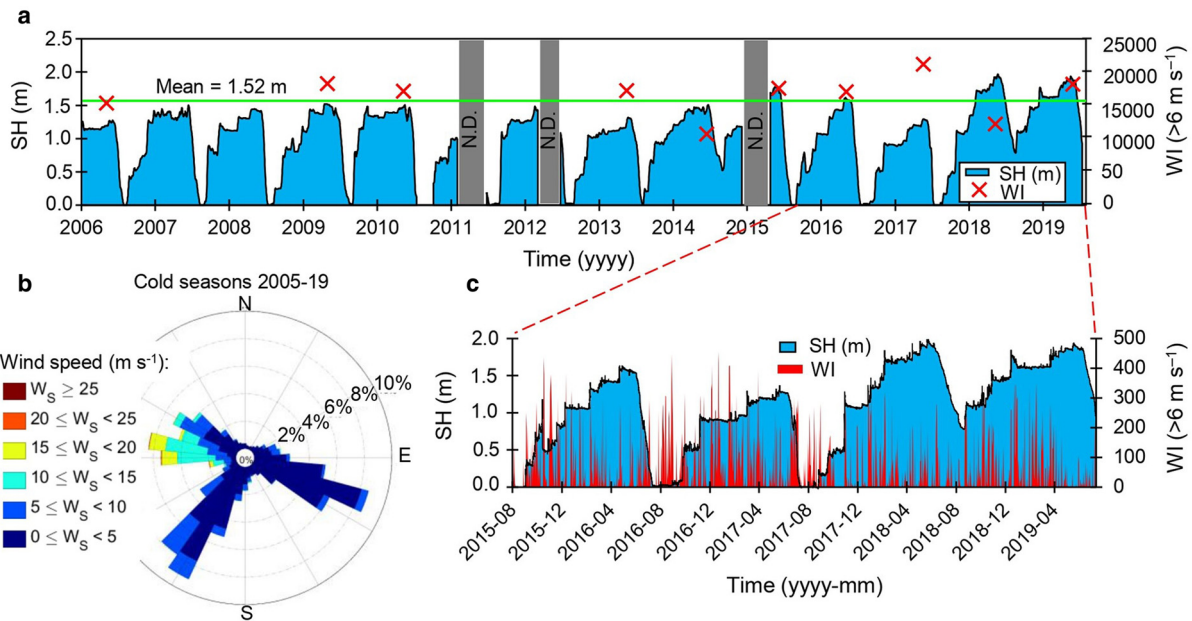 a
2.5
2.0
1.5
1.0
0.5
0.0
SH (m)
Mean = 1.52 m
N.D.
N.D.
N.D.
25000
20000
15000
10000
50
0
WI (>6 m s⁻¹)
SH (m)
WI
2006 2007 2008 2009 2010 2011 2012 2013 2014 2015 2016 2017 2018 2019
Time (yyyy)
b
Cold seasons 2005-19
N
E
S
0%
2%
4%
6%
8%
10%
Wind speed (m s⁻¹):
W_S ≥ 25
20 ≤ W_S < 25
15 ≤ W_S < 20
10 ≤ W_S < 15
5 ≤ W_S < 10
0 ≤ W_S < 5
c
2.0
1.5
1.0
0.5
0.0
SH (m)
SH (m)
WI
500
400
300
200
100
0
WI (>6 m s⁻¹)
2015-08 2015-12 2016-04 2016-08 2016-12 2017-04 2017-08 2017-12 2018-04 2018-08 2018-12 2019-04
Time (yyyy-mm)